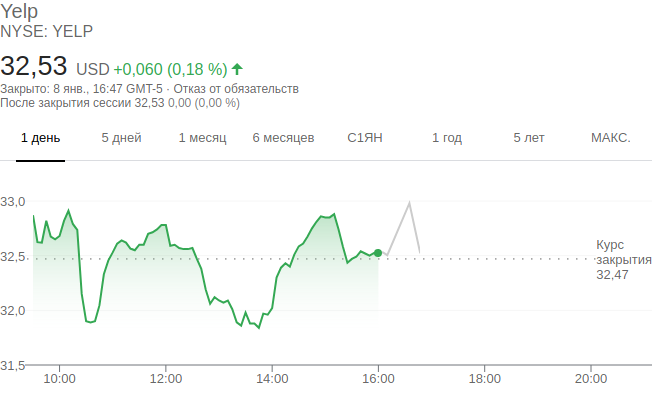 Yelp
NYSE: YELP
32,53 USD +0,060 (0,18 %)
Закрыто: 8 янв., 16:47 GMT-5 · Отказ от обязательств
После закрытия сессии 32,53 0,00 (0,00 %)
1 день 5 дней 1 месяц 6 месяцев С1ЯН 1 год 5 лет МАКС.
33,0
32,5
32,0
31,5
Курс
закрытия
32,47
10:00 12:00 14:00 16:00 18:00 20:00